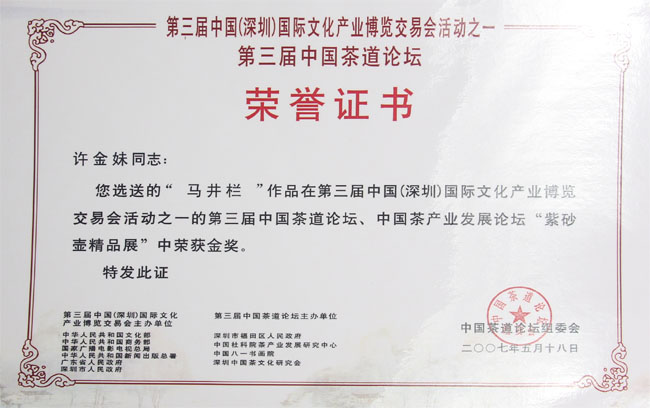 第三届中国(深圳)国际文化产业博览交易会活动之一
第三届中国茶道论坛
荣誉证书
许金妹同志：
您选送的“ 马井栏 ”作品在第三届中国(深圳)国际文化产业博览
交易会活动之一的第三届中国茶道论坛、中国茶产业发展论坛“紫砂
壶精品展”中荣获金奖。
特发此证
第三届中国(深圳)国际文化
产业博览交易会主办单位
中华人民共和国文化部
中华人民共和国商务部
国家广播电影电视总局
中华人民共和国新闻出版总署
广东省人民政府
深圳市人民政府
第三届中国茶道论坛主办单位
深圳市福田区人民政府
中国社科院茶产业发展研究中心
中国八一书画院
深圳中国茶文化研究会
中国茶道论坛
中国茶道论坛组委会
二〇〇七年五月十八日